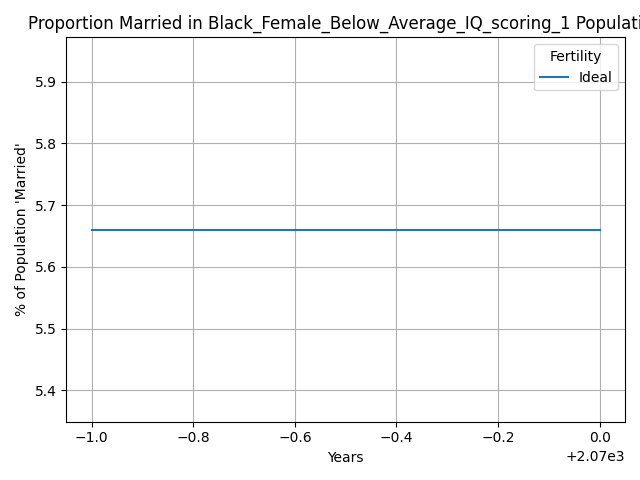 Proportion Married in Black_Female_Below_Average_IQ_scoring_1 Populati
Fertility
Ideal
% of Population 'Married'
5.9
5.8
5.7
5.6
5.5
5.4
−1.0 −0.8 −0.6 −0.4 −0.2 0.0
Years
+2.07e3